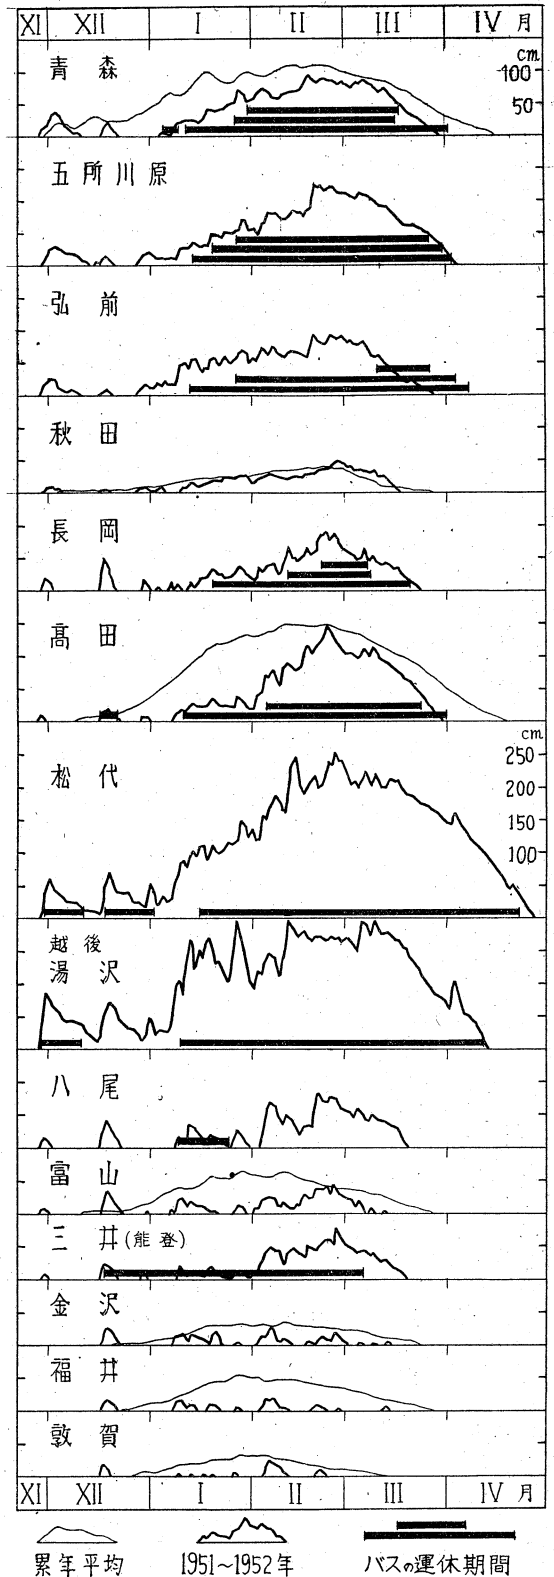 XI XII I II III IV 月
青森
cm
100
50
五所川原
弘前
秋田
長岡
高田
松代
cm
250
200
150
100
越後
湯沢
八尾
富山
三井(能登)
金沢
福井
敦賀
XI XII I II III IV 月
累年平均 1951〜1952年 バスの運休期間